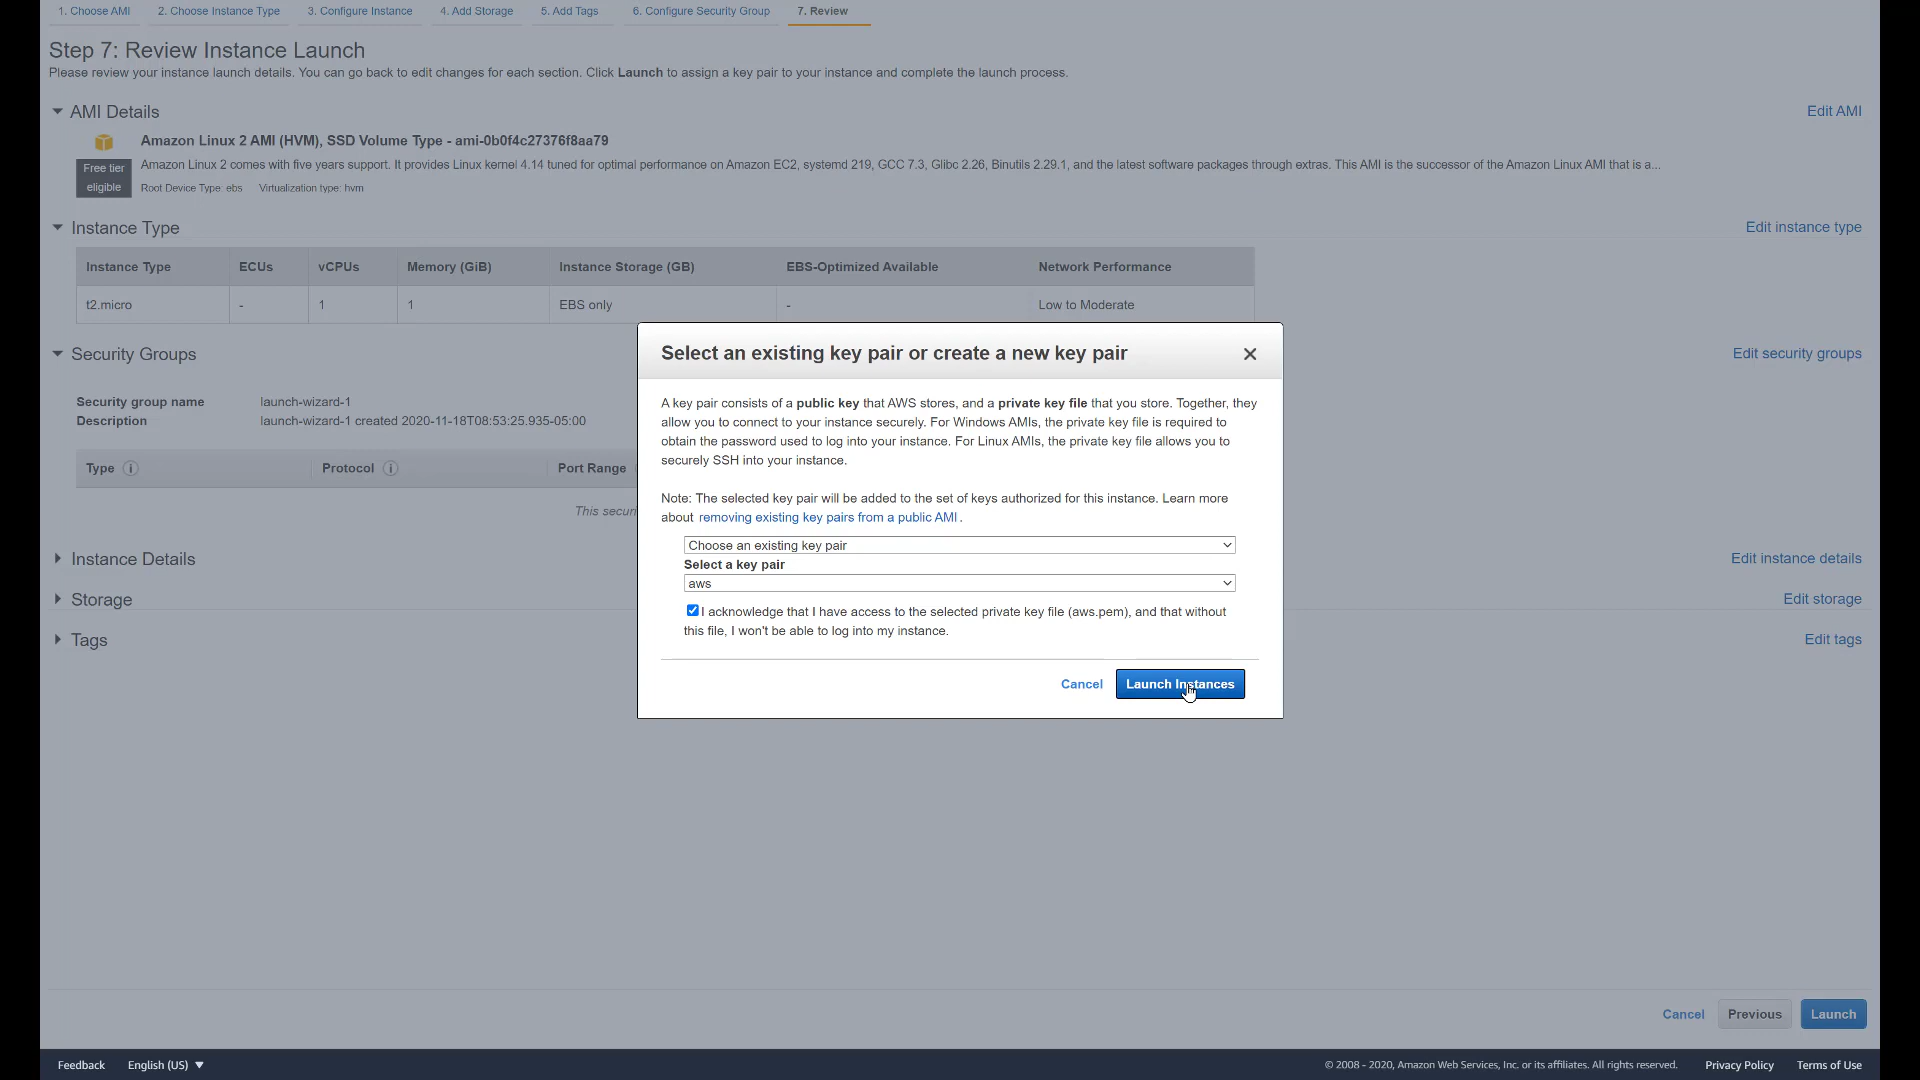 1. Choose AMI 2. Choose Instance Type 3. Configure Instance 4. Add Storage 5. Add Tags 6. Configure Security Group 7. Review
Step 7: Review Instance Launch
Please review your instance launch details. You can go back to edit changes for each section. Click Launch to assign a key pair to your instance and complete the launch process.
AMI Details Edit AMI
Amazon Linux 2 AMI (HVM), SSD Volume Type - ami-0b0f4c27376f8aa79
Free tier
eligible
Amazon Linux 2 comes with five years support. It provides Linux kernel 4.14 tuned for optimal performance on Amazon EC2, systemd 219, GCC 7.3, Glibc 2.26, Binutils 2.29.1, and the latest software packages through extras. This AMI is the successor of the Amazon Linux AMI that is a...
Root Device Type: ebs Virtualization type: hvm
Instance Type Edit instance type
Instance Type ECUs vCPUs Memory (GiB) Instance Storage (GB) EBS-Optimized Available Network Performance
t2.micro - 1 1 EBS only - Low to Moderate
Security Groups Edit security groups
Security group name launch-wizard-1
Description launch-wizard-1 created 2020-11-18T08:53:25.935-05:00
Type i Protocol i Port Range
This secur
Instance Details Edit instance details
Storage Edit storage
Tags Edit tags
Select an existing key pair or create a new key pair
A key pair consists of a public key that AWS stores, and a private key file that you store. Together, they
allow you to connect to your instance securely. For Windows AMIs, the private key file is required to
obtain the password used to log into your instance. For Linux AMIs, the private key file allows you to
securely SSH into your instance.
Note: The selected key pair will be added to the set of keys authorized for this instance. Learn more
about removing existing key pairs from a public AMI.
Choose an existing key pair
Select a key pair
aws
I acknowledge that I have access to the selected private key file (aws.pem), and that without
this file, I won't be able to log into my instance.
Cancel Launch Instances
Cancel Previous Launch
Feedback English (US) © 2008 - 2020, Amazon Web Services, Inc. or its affiliates. All rights reserved. Privacy Policy Terms of Use